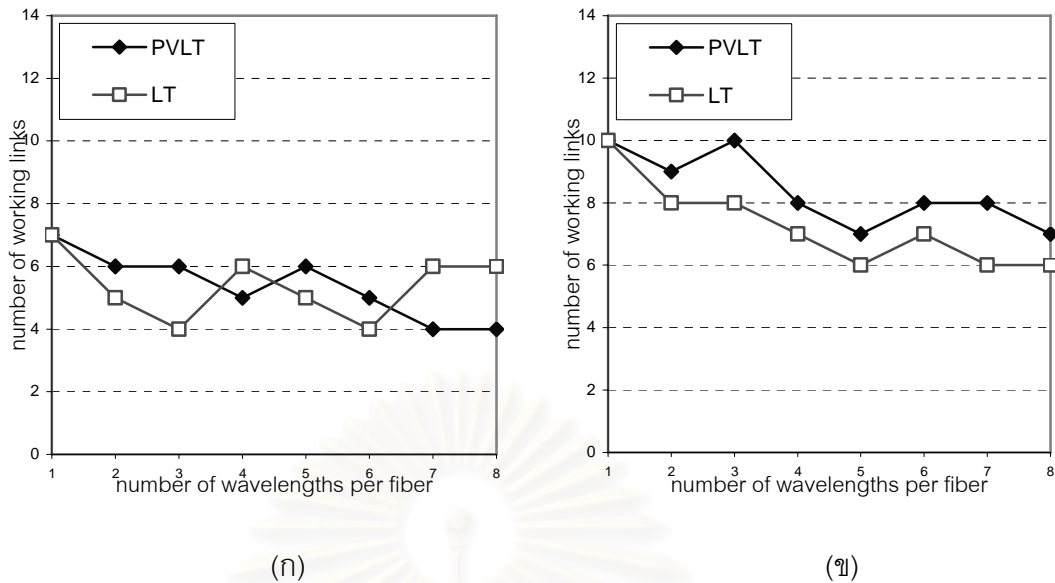 14
12
10
8
6
4
2
0
PVLT
LT
number of working links
1 2 3 4 5 6 7 8
number of wavelengths per fiber
(ก)
14
12
10
8
6
4
2
0
PVLT
LT
number of working links
1 2 3 4 5 6 7 8
number of wavelengths per fiber
(ข)